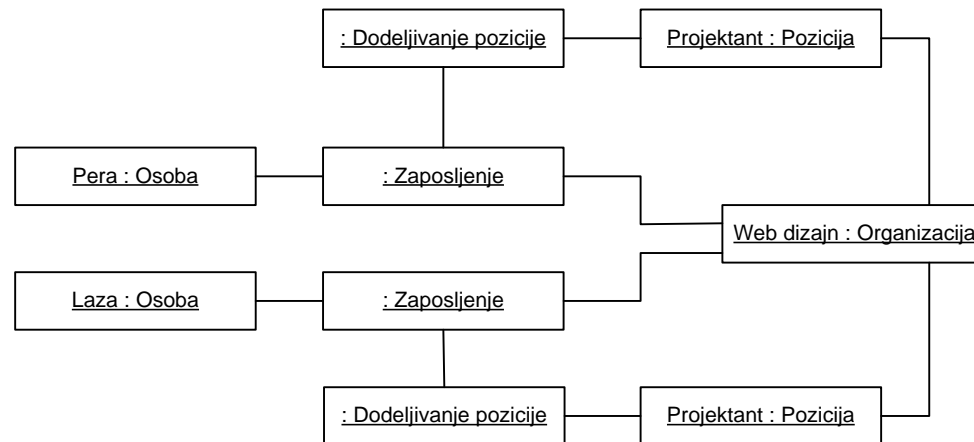 : Dodeljivanje pozicije
Projektant : Pozicija
Pera : Osoba
: Zaposljenje
Web dizajn : Organizacija
Laza : Osoba
: Zaposljenje
: Dodeljivanje pozicije
Projektant : Pozicija